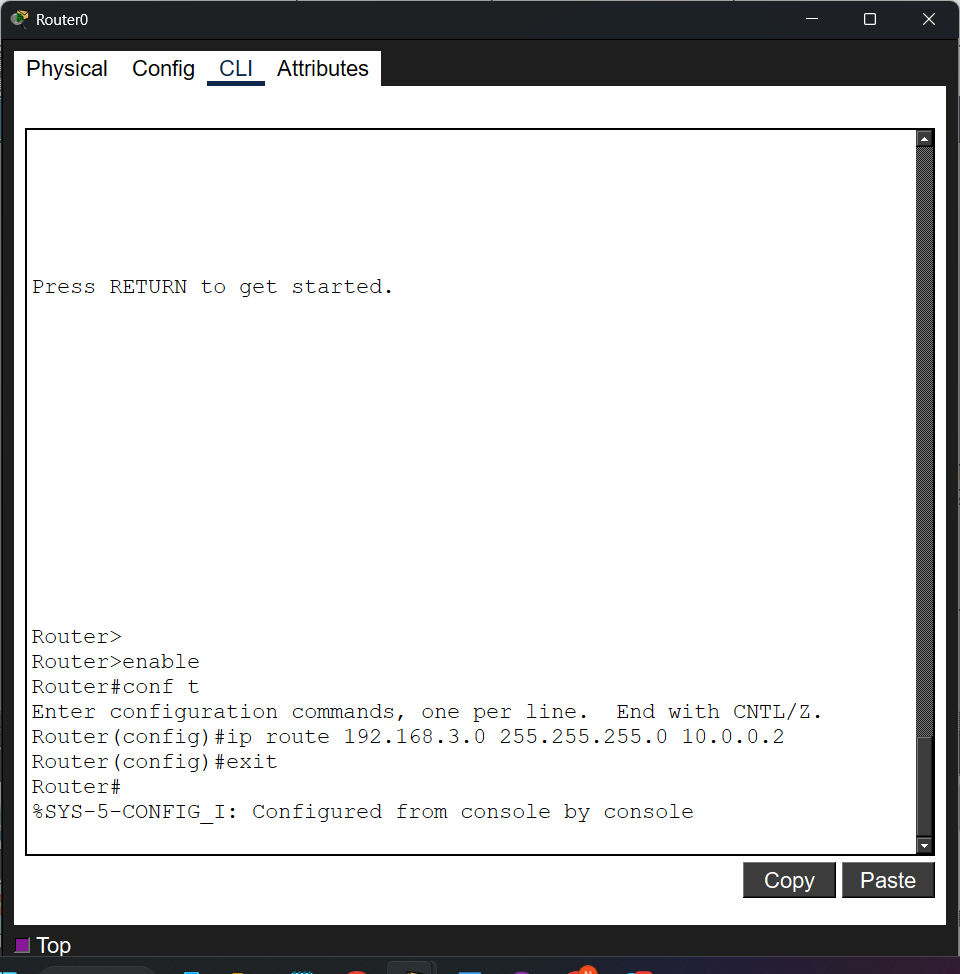 Router0
Physical Config CLI Attributes
Press RETURN to get started.
Router>
Router>enable
Router#conf t
Enter configuration commands, one per line.  End with CNTL/Z.
Router(config)#ip route 192.168.3.0 255.255.255.0 10.0.0.2
Router(config)#exit
Router#
%SYS-5-CONFIG_I: Configured from console by console
Copy Paste
Top